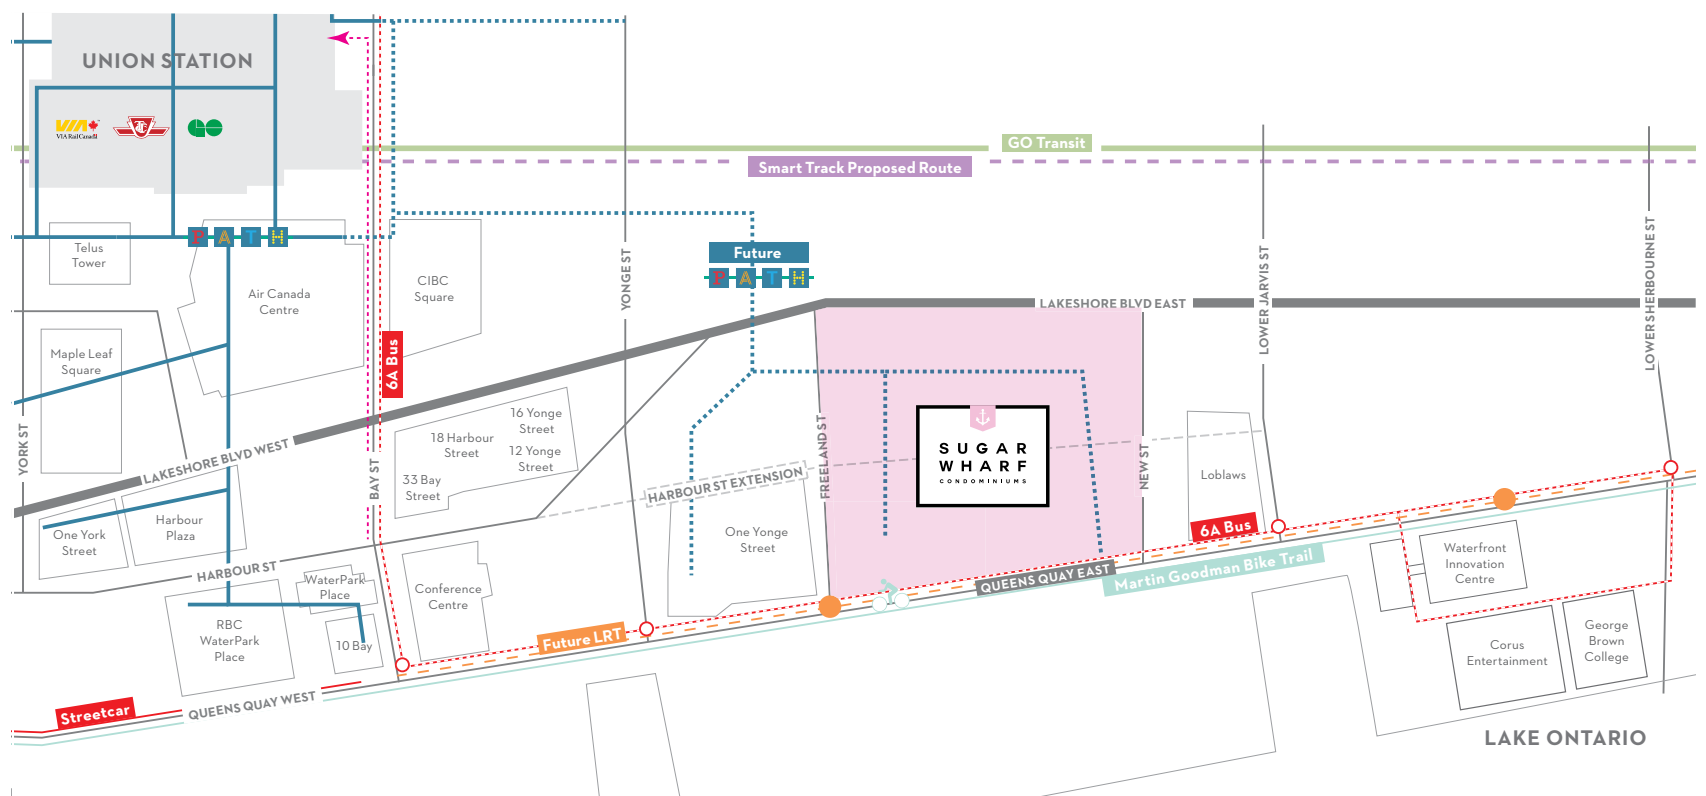 UNION STATION
VIA
VIA Rail Canada
T
GO
GO Transit
Smart Track Proposed Route
Telus
Tower
P A T H
Air Canada
Centre
CIBC
Square
YONGE ST
Future
P A T H
LAKESHORE BLVD EAST
LOWER JARVIS ST
LOWER SHERBOURNE ST
Maple Leaf
Square
6A Bus
YORK ST
LAKESHORE BLVD WEST
BAY ST
16 Yonge
Street
18 Harbour
Street
12 Yonge
Street
33 Bay
Street
HARBOUR ST EXTENSION
FREELAND ST
SUGAR
WHARF
CONDOMINIUMS
NEW ST
Loblaws
One York
Street
Harbour
Plaza
HARBOUR ST
One Yonge
Street
6A Bus
Martin Goodman Bike Trail
QUEENS QUAY EAST
Waterfront
Innovation
Centre
WaterPark
Place
Conference
Centre
RBC
WaterPark
Place
10 Bay
Future LRT
Corus
Entertainment
George
Brown
College
Streetcar
QUEENS QUAY WEST
LAKE ONTARIO